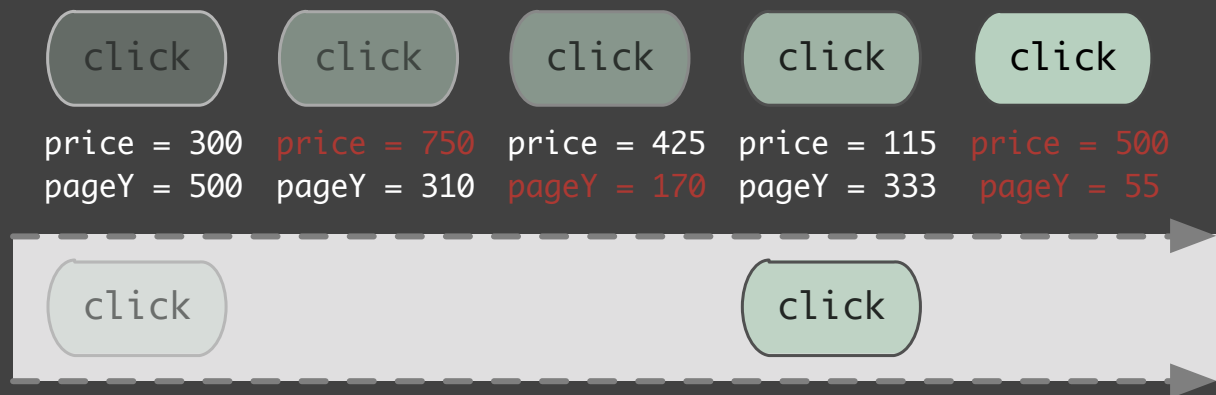 click click click click click
price = 300 price = 750 price = 425 price = 115 price = 500
pageY = 500 pageY = 310 pageY = 170 pageY = 333 pageY = 55
click click